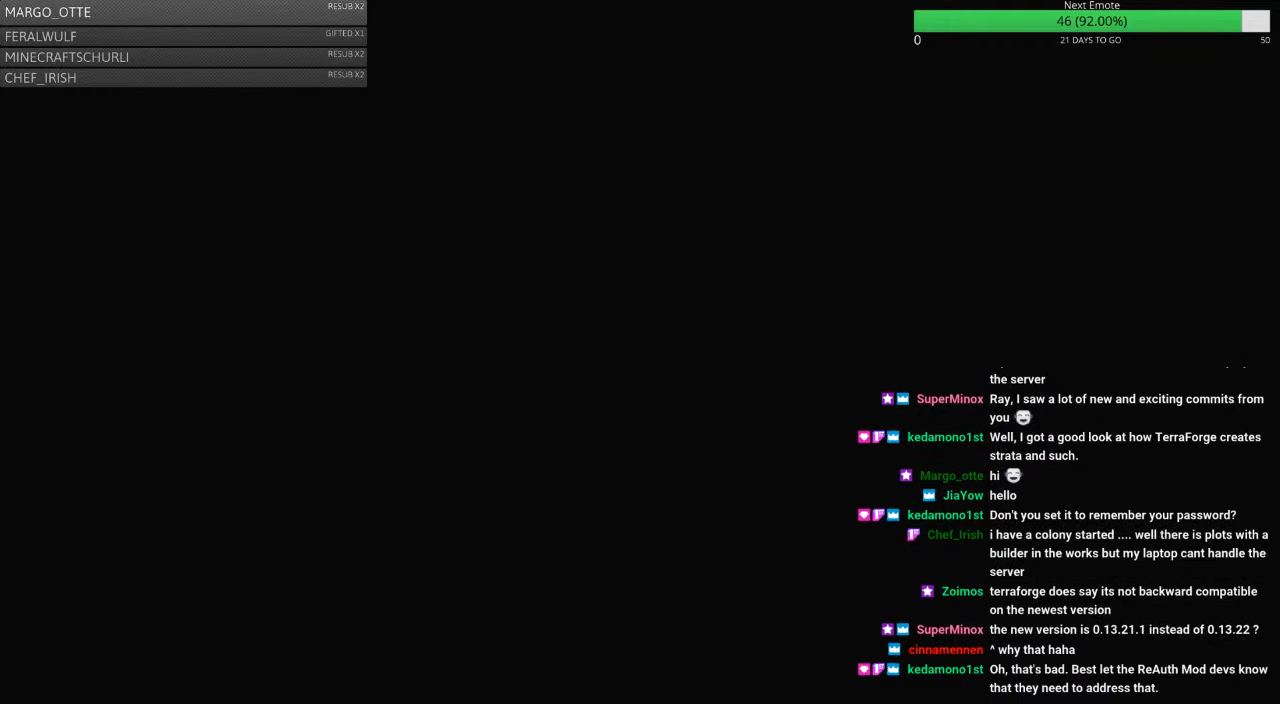 MARGO_OTTE RESUB X2
FERALWULF GIFTED X1
MINECRAFTSCHURLI RESUB X2
CHEF_IRISH RESUB X2
Next Emote
46 (92.00%)
0 21 DAYS TO GO 50
the server
SuperMinox Ray, I saw a lot of new and exciting commits from
you
kedamono1st Well, I got a good look at how TerraForge creates
strata and such.
Margo_otte hi
JiaYow hello
kedamono1st Don't you set it to remember your password?
Chef_Irish i have a colony started .... well there is plots with a
builder in the works but my laptop cant handle the
server
Zoimos terraforge does say its not backward compatible
on the newest version
SuperMinox the new version is 0.13.21.1 instead of 0.13.22 ?
cinnamennen ^ why that haha
kedamono1st Oh, that's bad. Best let the ReAuth Mod devs know
that they need to address that.